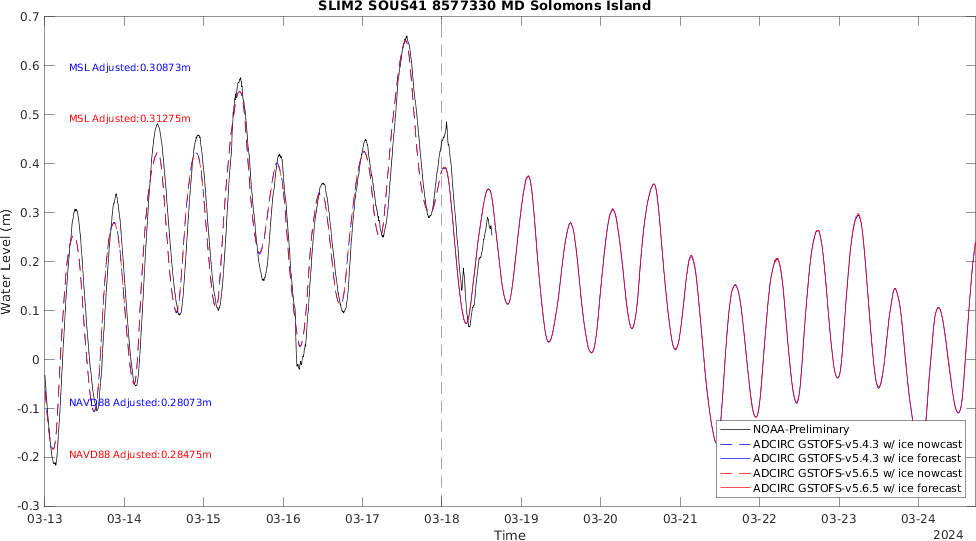 SLIM2 SOUS41 8577330 MD Solomons Island
0.7
0.6
0.5
0.4
0.3
0.2
0.1
0
-0.1
-0.2
-0.3
Water Level (m)
MSL Adjusted:0.30873m
MSL Adjusted:0.31275m
NAVD88 Adjusted:0.28073m
NAVD88 Adjusted:0.28475m
NOAA-Preliminary
ADCIRC GSTOFS-v5.4.3 w/ ice nowcast
ADCIRC GSTOFS-v5.4.3 w/ ice forecast
ADCIRC GSTOFS-v5.6.5 w/ ice nowcast
ADCIRC GSTOFS-v5.6.5 w/ ice forecast
03-13 03-14 03-15 03-16 03-17 03-18 03-19 03-20 03-21 03-22 03-23 03-24
Time
2024